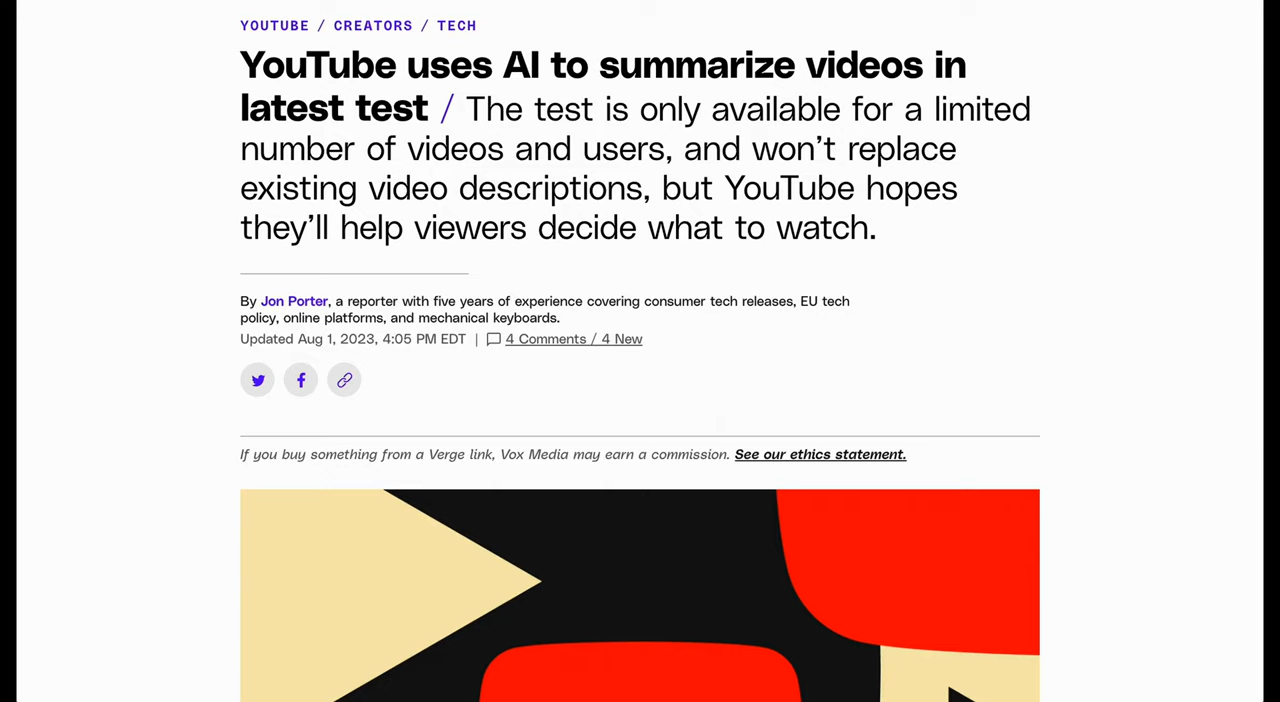 YOUTUBE / CREATORS / TECH
YouTube uses AI to summarize videos in
latest test / The test is only available for a limited
number of videos and users, and won’t replace
existing video descriptions, but YouTube hopes
they’ll help viewers decide what to watch.
By Jon Porter, a reporter with five years of experience covering consumer tech releases, EU tech
policy, online platforms, and mechanical keyboards.
Updated Aug 1, 2023, 4:05 PM EDT | 4 Comments / 4 New
If you buy something from a Verge link, Vox Media may earn a commission. See our ethics statement.